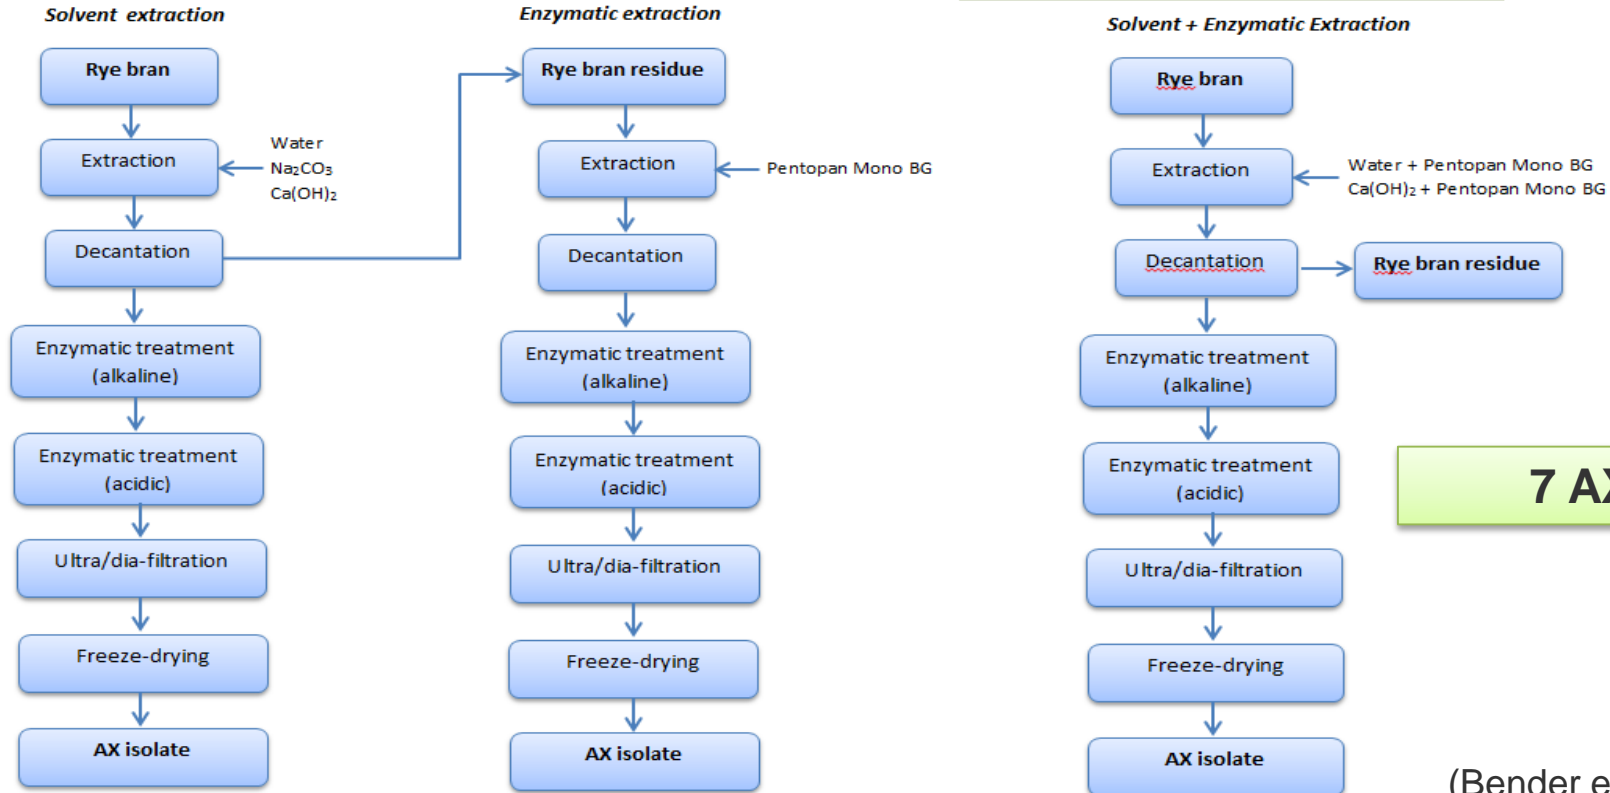 Solvent extraction
Rye bran
Extraction
Water
Na₂CO₃
Ca(OH)₂
Decantation
Enzymatic treatment
(alkaline)
Enzymatic treatment
(acidic)
Ultra/dia-filtration
Freeze-drying
AX isolate
Enzymatic extraction
Rye bran residue
Extraction
Pentopan Mono BG
Decantation
Enzymatic treatment
(alkaline)
Enzymatic treatment
(acidic)
Ultra/dia-filtration
Freeze-drying
AX isolate
Solvent + Enzymatic Extraction
Rye bran
Extraction
Water + Pentopan Mono BG
Ca(OH)₂ + Pentopan Mono BG
Decantation
Rye bran residue
Enzymatic treatment
(alkaline)
Enzymatic treatment
(acidic)
Ultra/dia-filtration
Freeze-drying
AX isolate
7 AX
(Bender e